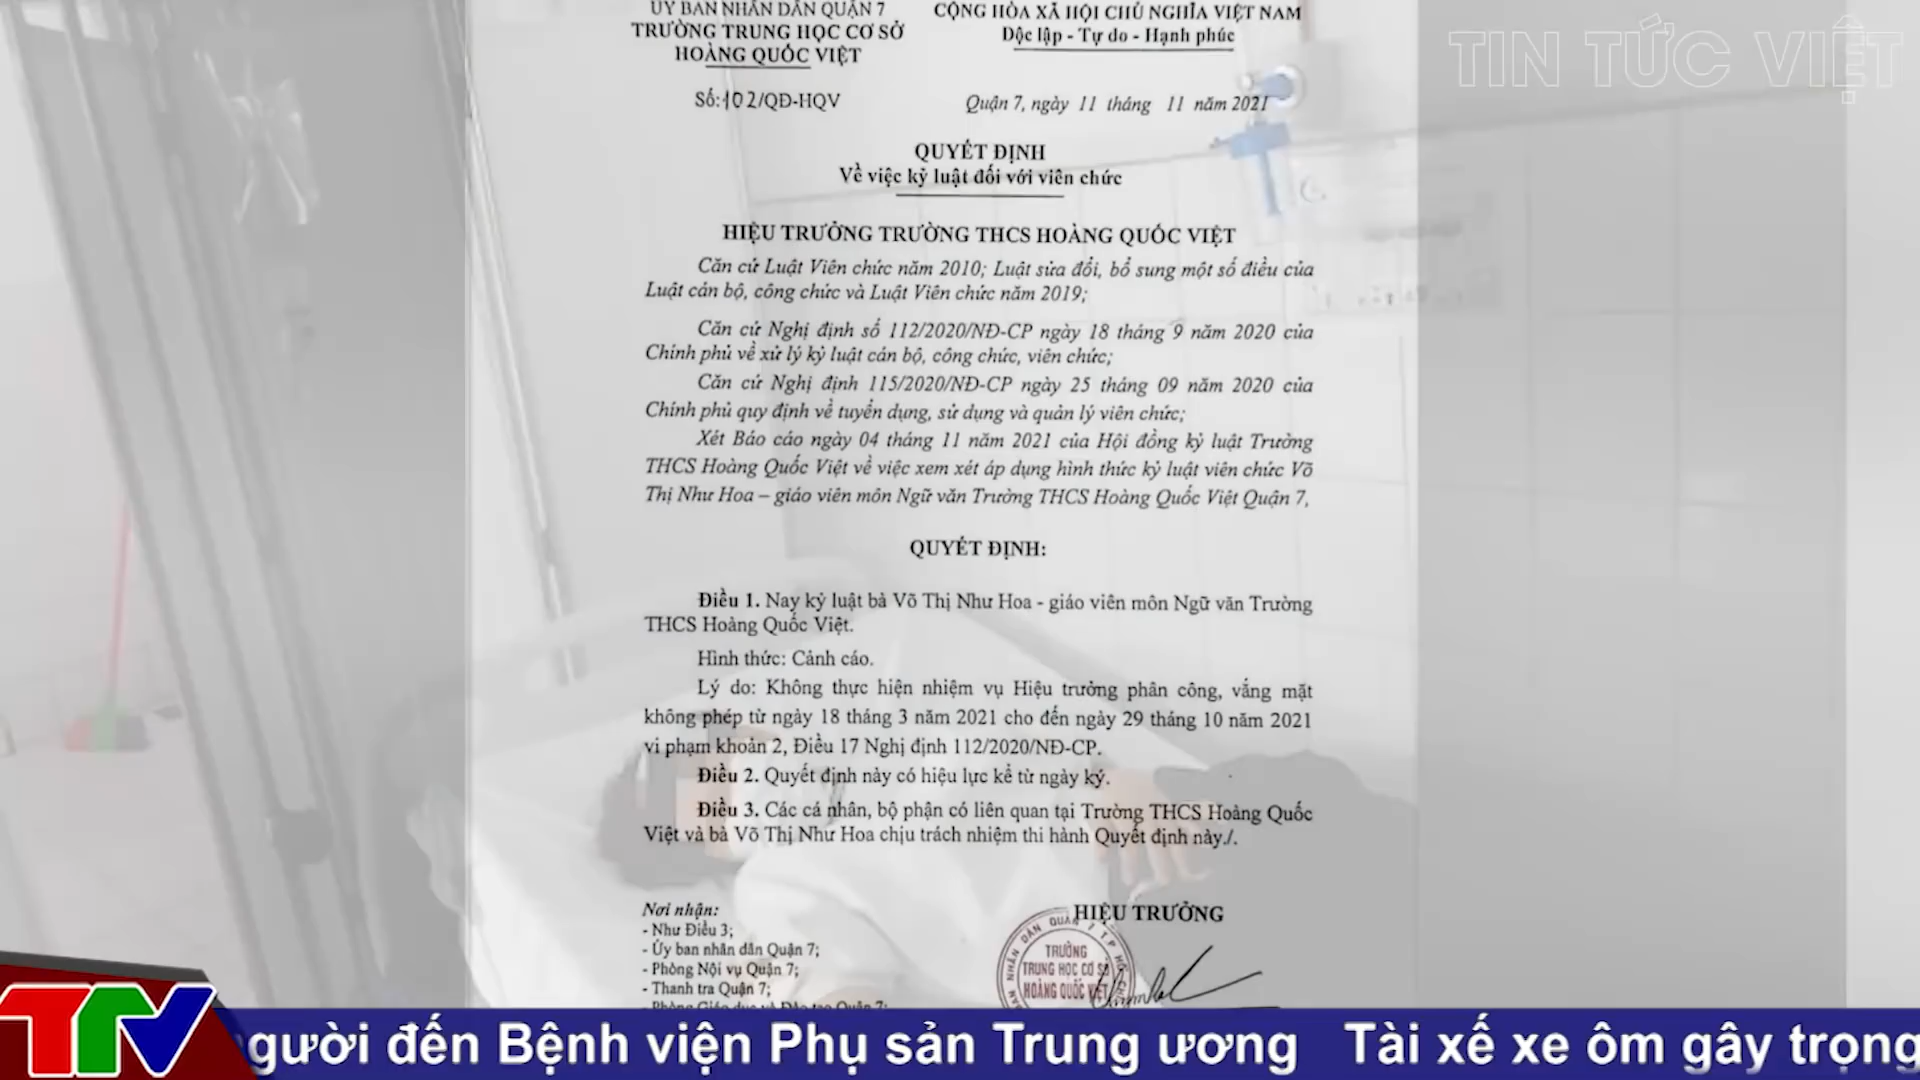 ỦY BAN NHÂN DÂN QUẬN 7
TRƯỜNG TRUNG HỌC CƠ SỞ
HOÀNG QUỐC VIỆT
Số: 102/QĐ-HQV
CỘNG HÒA XÃ HỘI CHỦ NGHĨA VIỆT NAM
Độc lập - Tự do - Hạnh phúc
Quận 7, ngày 11 tháng 11 năm 2021
TIN TỨC VIỆT
QUYẾT ĐỊNH
Về việc kỷ luật đối với viên chức
HIỆU TRƯỞNG TRƯỜNG THCS HOÀNG QUỐC VIỆT
Căn cứ Luật Viên chức năm 2010; Luật sửa đổi, bổ sung một số điều của
Luật cán bộ, công chức và Luật Viên chức năm 2019;
Căn cứ Nghị định số 112/2020/NĐ-CP ngày 18 tháng 9 năm 2020 của
Chính phủ về xử lý kỷ luật cán bộ, công chức, viên chức;
Căn cứ Nghị định 115/2020/NĐ-CP ngày 25 tháng 09 năm 2020 của
Chính phủ quy định về tuyển dụng, sử dụng và quản lý viên chức;
Xét Báo cáo ngày 04 tháng 11 năm 2021 của Hội đồng kỷ luật Trường
THCS Hoàng Quốc Việt về việc xem xét áp dụng hình thức kỷ luật viên chức Võ
Thị Như Hoa – giáo viên môn Ngữ văn Trường THCS Hoàng Quốc Việt Quận 7,
QUYẾT ĐỊNH:
Điều 1. Nay kỷ luật bà Võ Thị Như Hoa - giáo viên môn Ngữ văn Trường
THCS Hoàng Quốc Việt.
Hình thức: Cảnh cáo.
Lý do: Không thực hiện nhiệm vụ Hiệu trưởng phân công, vắng mặt
không phép từ ngày 18 tháng 3 năm 2021 cho đến ngày 29 tháng 10 năm 2021
vi phạm khoản 2, Điều 17 Nghị định 112/2020/NĐ-CP.
Điều 2. Quyết định này có hiệu lực kể từ ngày ký.
Điều 3. Các cá nhân, bộ phận có liên quan tại Trường THCS Hoàng Quốc
Việt và bà Võ Thị Như Hoa chịu trách nhiệm thi hành Quyết định này./.
Nơi nhận:
- Như Điều 3;
- Ủy ban nhân dân Quận 7;
- Phòng Nội vụ Quận 7;
- Thanh tra Quận 7;
- Phòng Giáo dục và Đào tạo Quận 7;
HIỆU TRƯỞNG
TRƯỜNG
TRUNG HỌC CƠ SỞ
HOÀNG QUỐC VIỆT
TTV
gười đến Bệnh viện Phụ sản Trung ương Tài xế xe ôm gây trọng